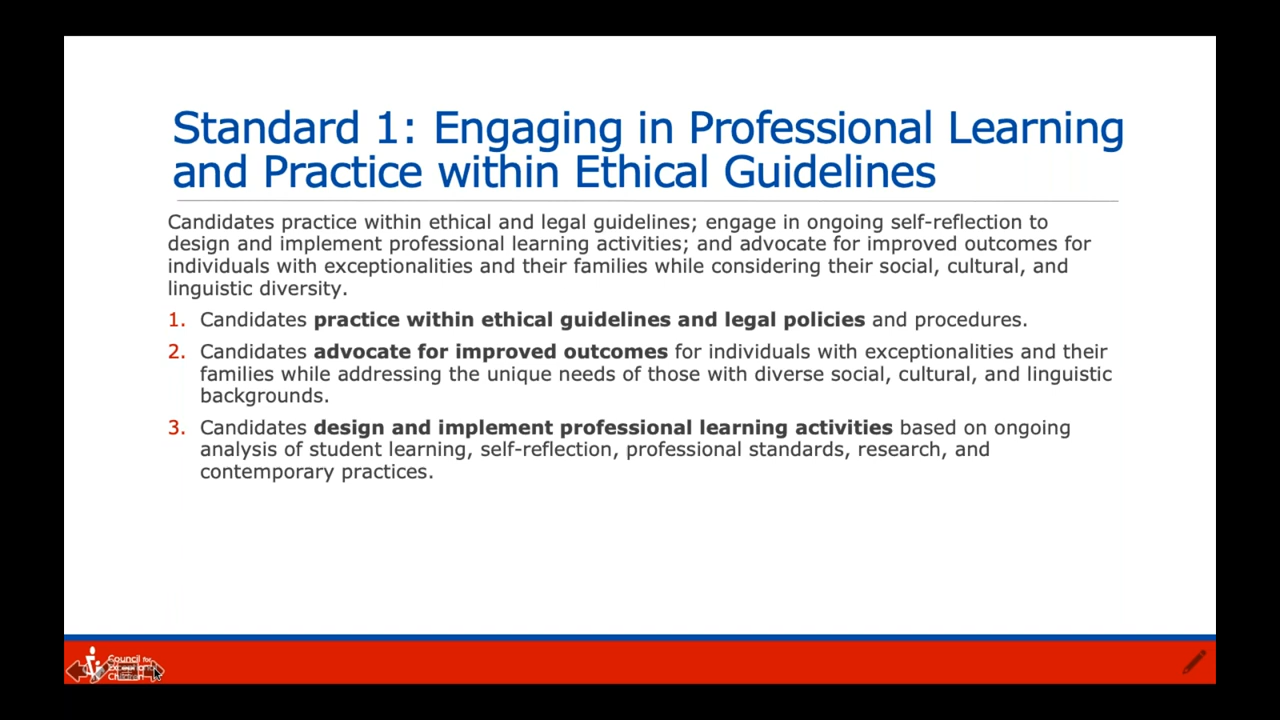 Standard 1: Engaging in Professional Learning
and Practice within Ethical Guidelines
Candidates practice within ethical and legal guidelines; engage in ongoing self-reflection to
design and implement professional learning activities; and advocate for improved outcomes for
individuals with exceptionalities and their families while considering their social, cultural, and
linguistic diversity.
1. Candidates practice within ethical guidelines and legal policies and procedures.
2. Candidates advocate for improved outcomes for individuals with exceptionalities and their
families while addressing the unique needs of those with diverse social, cultural, and linguistic
backgrounds.
3. Candidates design and implement professional learning activities based on ongoing
analysis of student learning, self-reflection, professional standards, research, and
contemporary practices.
Council for
Children